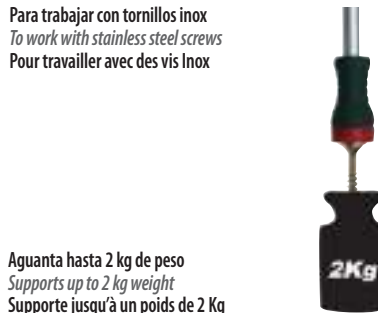 Para trabajar con tornillos inox
To work with stainless steel screws
Pour travailler avec des vis Inox
Aguanta hasta 2 kg de peso
Supports up to 2 kg weight
Supporte jusqu'à un poids de 2 Kg
2Kg